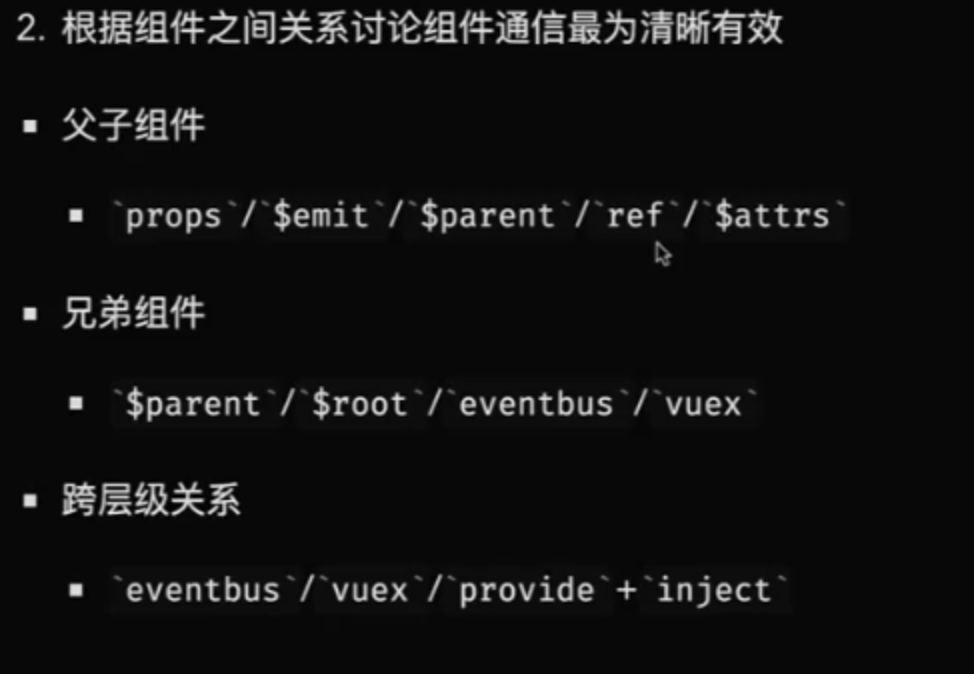 2. 根据组件之间关系讨论组件通信最为清晰有效
▪ 父子组件
▪ `props`/`$emit`/`$parent`/`ref`/`$attrs`
▪ 兄弟组件
▪ `$parent`/`$root`/`eventbus`/`vuex`
▪ 跨层级关系
▪ `eventbus`/`vuex`/`provide`+`inject`